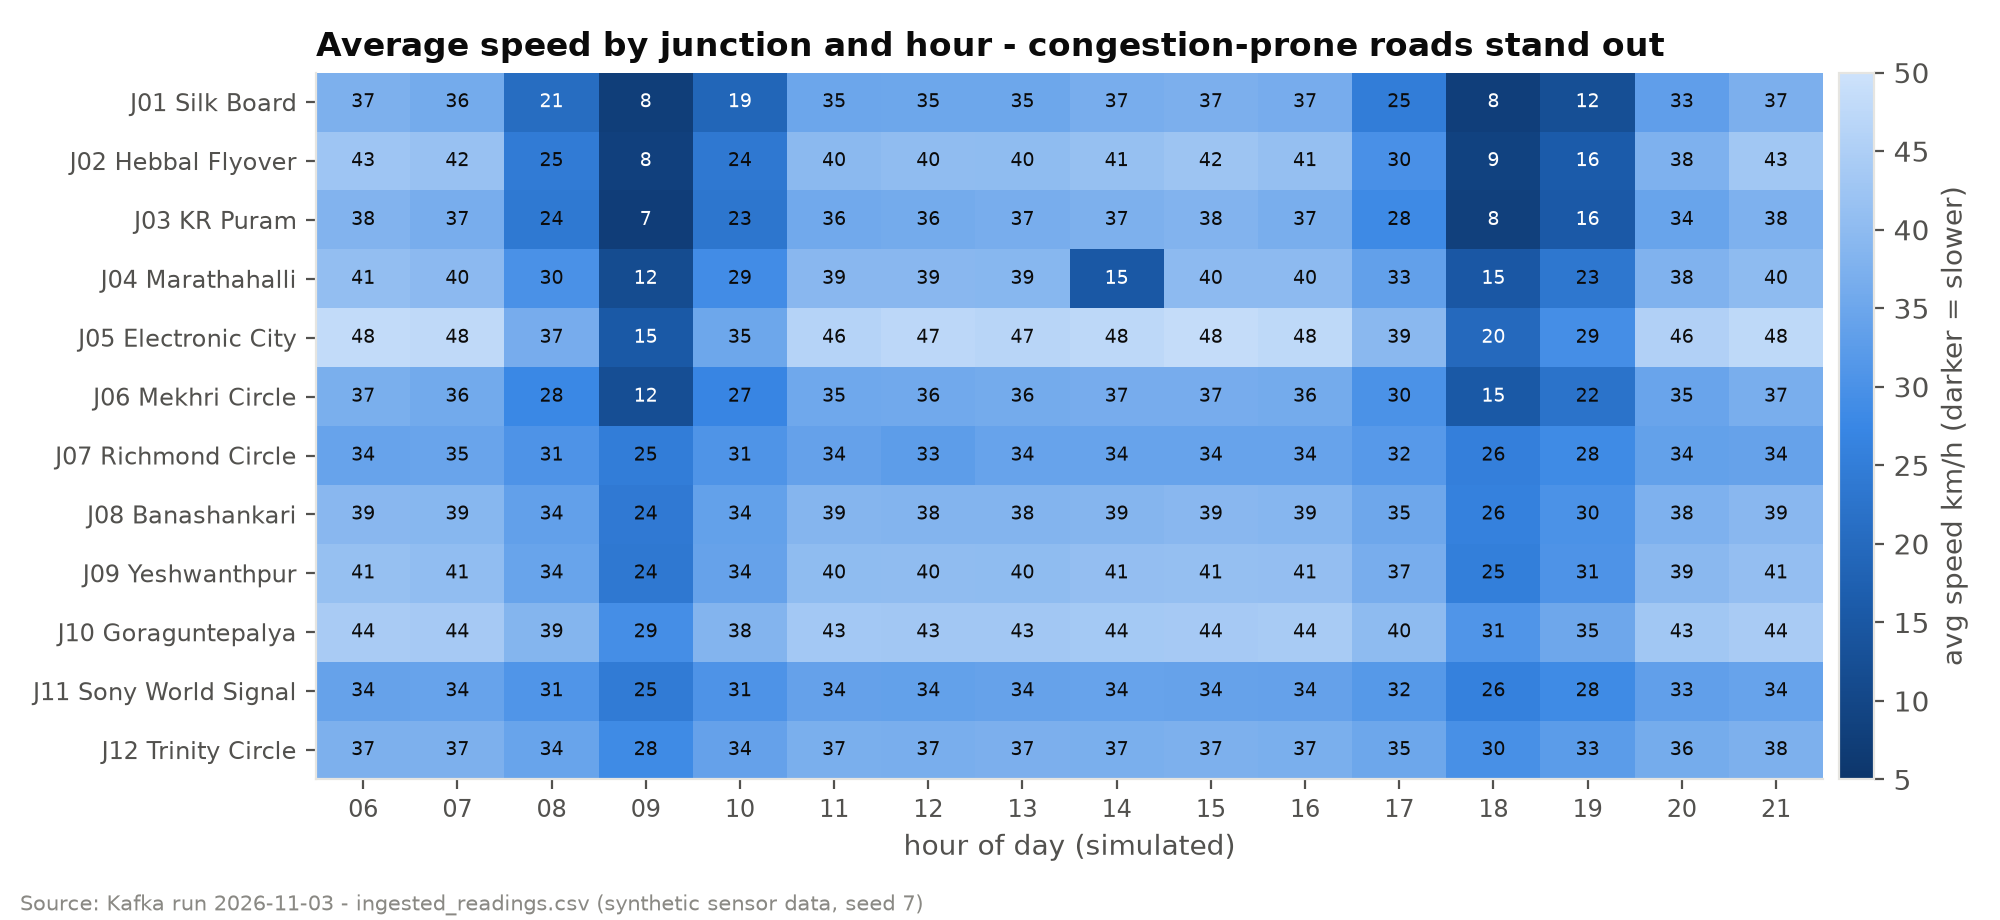 Average speed by junction and hour - congestion-prone roads stand out
J01 Silk Board 37 36 21 8 19 35 35 35 37 37 37 25 8 12 33 37
J02 Hebbal Flyover 43 42 25 8 24 40 40 40 41 42 41 30 9 16 38 43
J03 KR Puram 38 37 24 7 23 36 36 37 37 38 37 28 8 16 34 38
J04 Marathahalli 41 40 30 12 29 39 39 39 15 40 40 33 15 23 38 40
J05 Electronic City 48 48 37 15 35 46 47 47 48 48 48 39 20 29 46 48
J06 Mekhri Circle 37 36 28 12 27 35 36 36 37 37 36 30 15 22 35 37
J07 Richmond Circle 34 35 31 25 31 34 33 34 34 34 34 32 26 28 34 34
J08 Banashankari 39 39 34 24 34 39 38 38 39 39 39 35 26 30 38 39
J09 Yeshwanthpur 41 41 34 24 34 40 40 40 41 41 41 37 25 31 39 41
J10 Goraguntepalya 44 44 39 29 38 43 43 43 44 44 44 40 31 35 43 44
J11 Sony World Signal 34 34 31 25 31 34 34 34 34 34 34 32 26 28 33 34
J12 Trinity Circle 37 37 34 28 34 37 37 37 37 37 37 35 30 33 36 38
06 07 08 09 10 11 12 13 14 15 16 17 18 19 20 21
hour of day (simulated)
50
45
40
35
30
25
20
15
10
5
avg speed km/h (darker = slower)
Source: Kafka run 2026-11-03 - ingested_readings.csv (synthetic sensor data, seed 7)